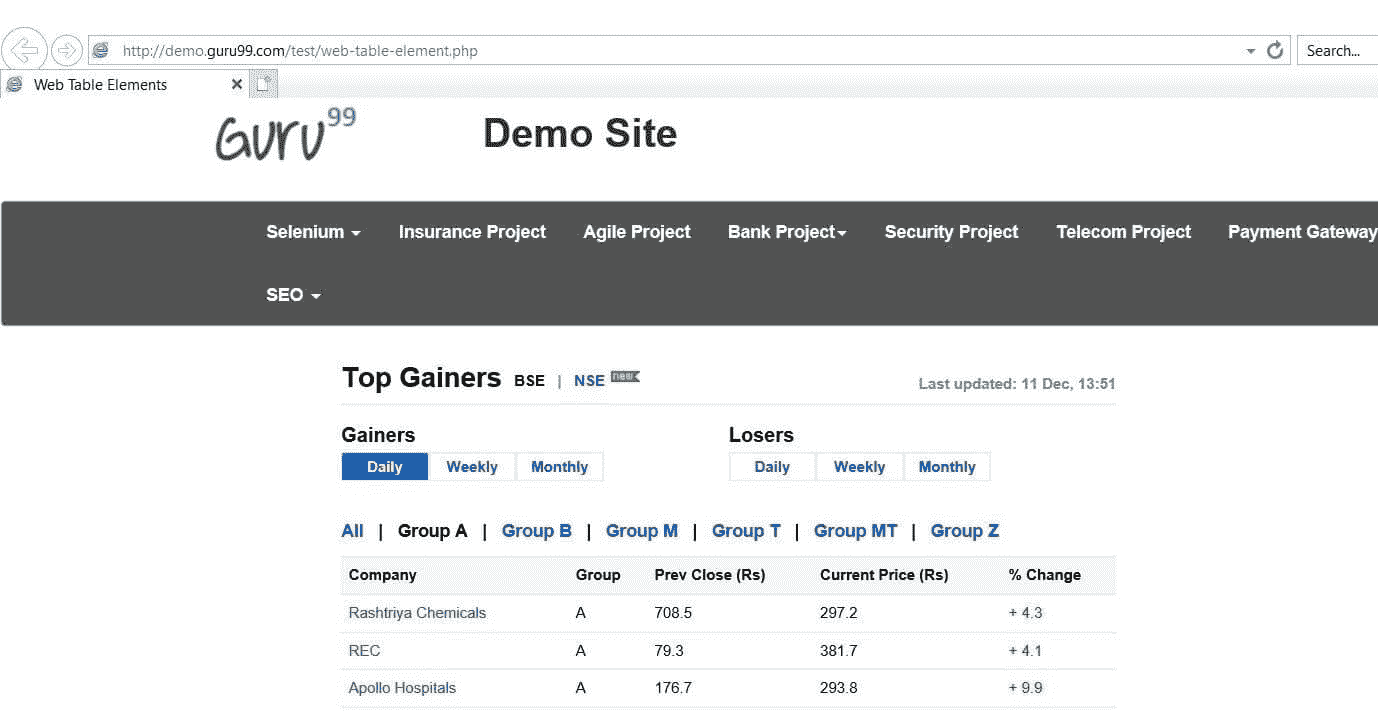 http://demo.guru99.com/test/web-table-element.php Search...
Web Table Elements
Guru99 Demo Site
Selenium Insurance Project Agile Project Bank Project Security Project Telecom Project Payment Gateway
SEO
Top Gainers BSE | NSE new Last updated: 11 Dec, 13:51
Gainers Losers
Daily Weekly Monthly Daily Weekly Monthly
All | Group A | Group B | Group M | Group T | Group MT | Group Z
Company Group Prev Close (Rs) Current Price (Rs) % Change
Rashtriya Chemicals A 708.5 297.2 + 4.3
REC A 79.3 381.7 + 4.1
Apollo Hospitals A 176.7 293.8 + 9.9